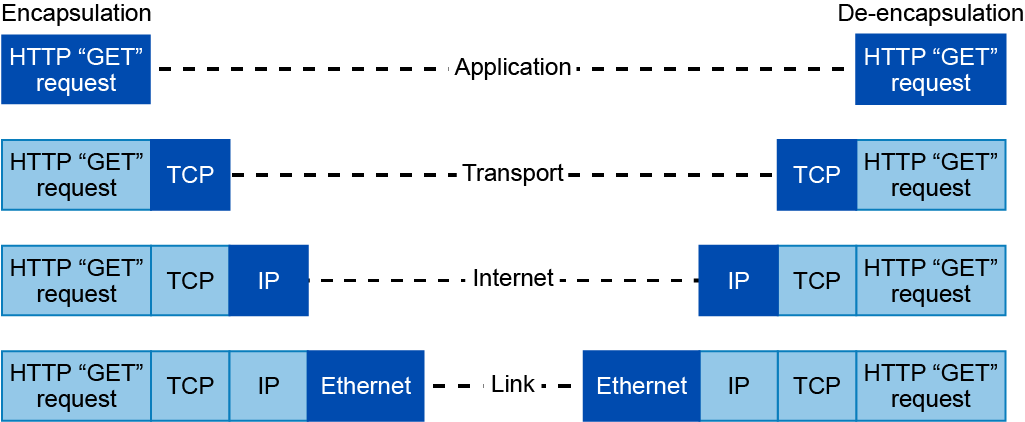 Encapsulation De-encapsulation
HTTP “GET”
request
Application
HTTP “GET”
request
HTTP “GET”
request
TCP
Transport
TCP
HTTP “GET”
request
HTTP “GET”
request
TCP
IP
Internet
IP
TCP
HTTP “GET”
request
HTTP “GET”
request
TCP
IP
Ethernet
Link
Ethernet
IP
TCP
HTTP “GET”
request